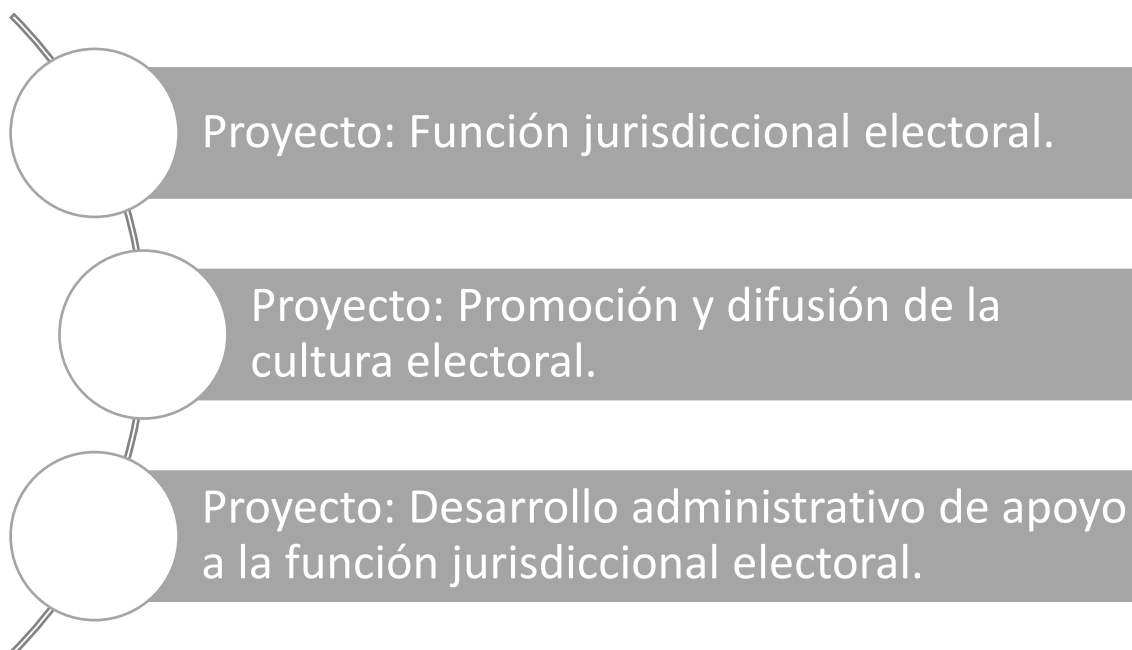 Proyecto: Función jurisdiccional electoral.
Proyecto: Promoción y difusión de la
cultura electoral.
Proyecto: Desarrollo administrativo de apoyo
a la función jurisdiccional electoral.